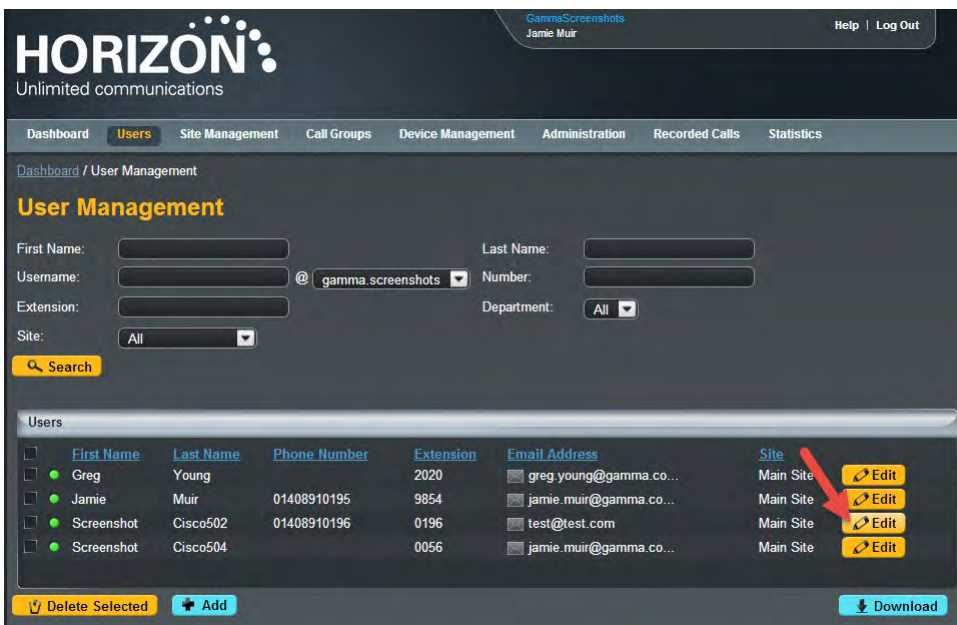 GammaScreenshots
Jamie Muir
Help | Log Out
HORIZON
Unlimited communications
Dashboard Users Site Management Call Groups Device Management Administration Recorded Calls Statistics
Dashboard / User Management
User Management
First Name: Last Name:
Username: @ gamma.screenshots Number:
Extension: Department: All
Site: All
Search
Users
First Name Last Name Phone Number Extension Email Address Site
Greg Young 2020 greg.young@gamma.co... Main Site Edit
Jamie Muir 01408910195 9854 jamie.muir@gamma.co... Main Site Edit
Screenshot Cisco502 01408910196 0196 test@test.com Main Site Edit
Screenshot Cisco504 0056 jamie.muir@gamma.co... Main Site Edit
Delete Selected Add Download